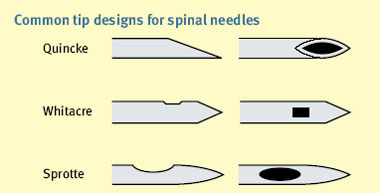 Common tip designs for spinal needles
Quincke
Whitacre
Sprotte